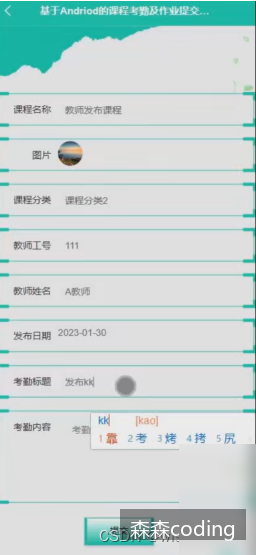 基于Andriod的课程考勤及作业提交...
课程名称 教师发布课程
图片
课程分类 课程分类2
教师工号 111
教师姓名 A教师
发布日期 2023-01-30
考勤标题 发布kk
kk [kao]
考勤内容 考勤
1 靠 2 考 3 烤 4 拷 5 尻
CSD
森森coding